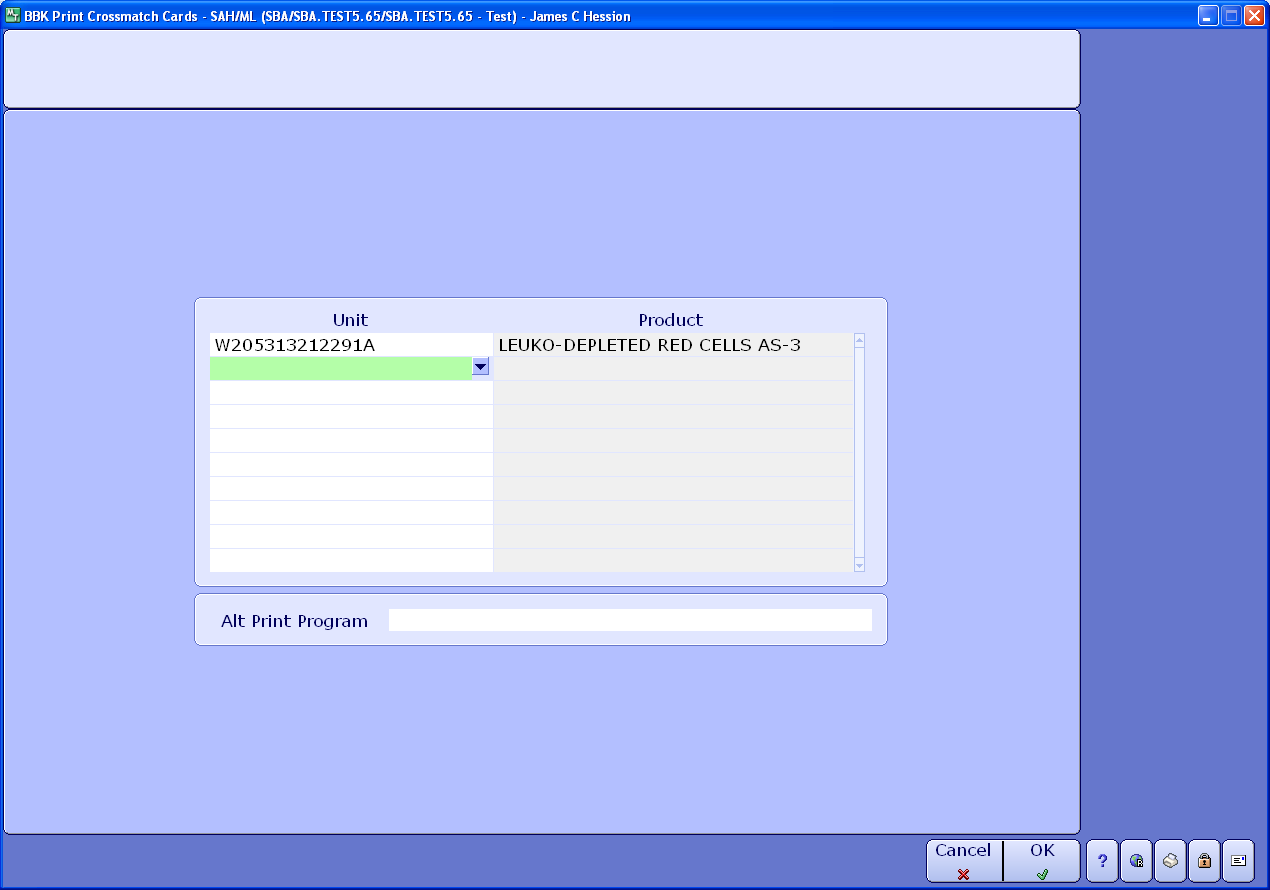 BBK Print Crossmatch Cards - SAH/ML (SBA/SBA.TEST5.65/SBA.TEST5.65 - Test) - James C Hession
Unit Product
W205313212291A LEUKO-DEPLETED RED CELLS AS-3
Alt Print Program
Cancel OK ?